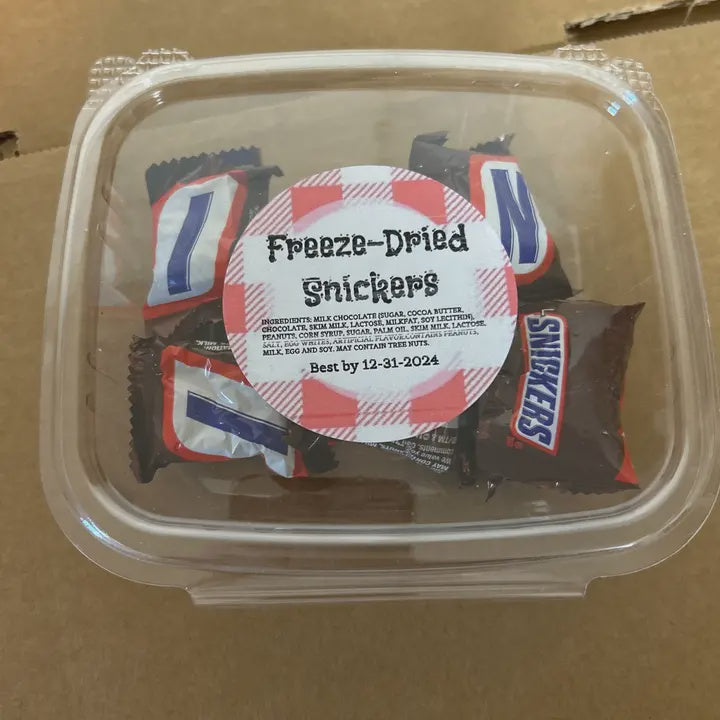 I
N
Freeze-Dried
Snickers
INGREDIENTS: MILK CHOCOLATE (SUGAR, COCOA BUTTER,
CHOCOLATE, SKIM MILK, LACTOSE, MILKFAT, SOY LECITHIN),
PEANUTS, CORN SYRUP, SUGAR, PALM OIL, SKIM MILK, LACTOSE,
SALT, EGG WHITES, ARTIFICIAL FLAVOR.CONTAINS PEANUTS,
MILK, EGG AND SOY. MAY CONTAIN TREE NUTS.
Best by 12-31-2024
SNICKERS
I